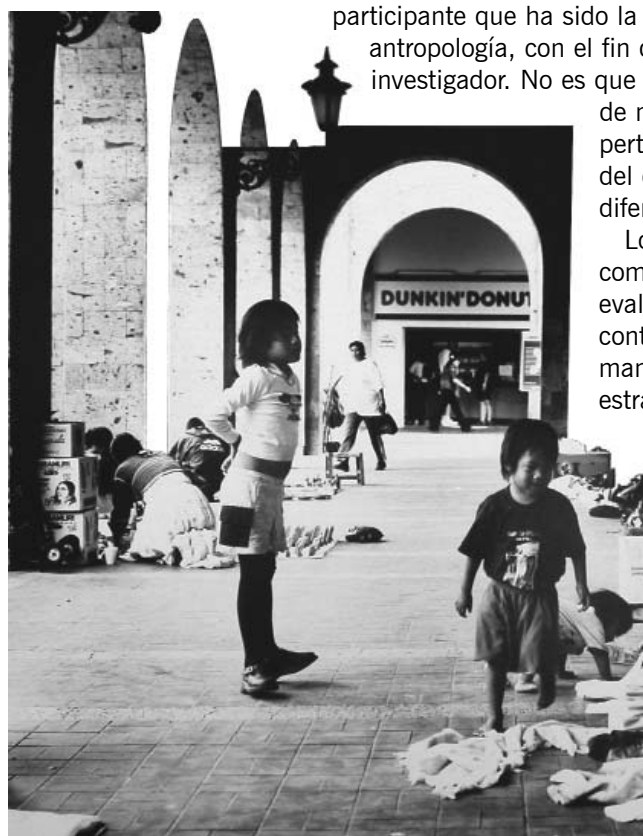 participante que ha sido la
antropología, con el fin
investigador. No es que
de
pert
del
difer
Lo
com
eval
cont
man
estra
DUNKIN'DONUT